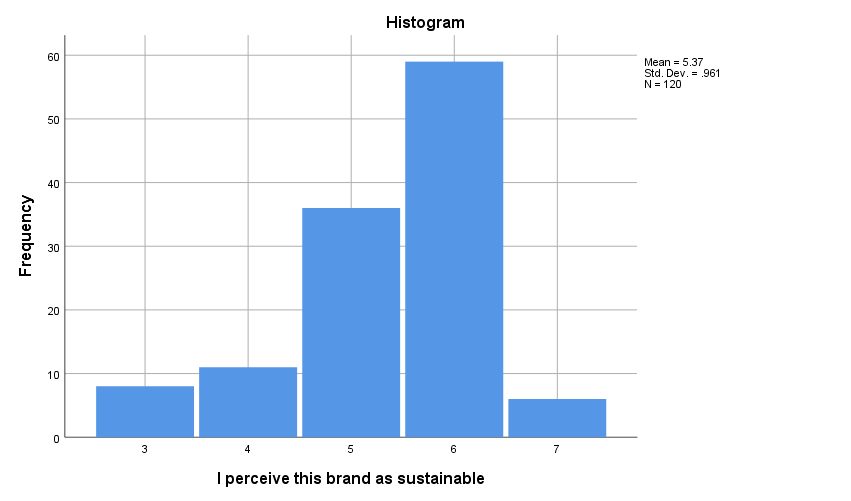 Histogram
Mean = 5.37
Std. Dev. = .961
N = 120
60
50
40
30
20
10
0
Frequency
3 4 5 6 7
I perceive this brand as sustainable